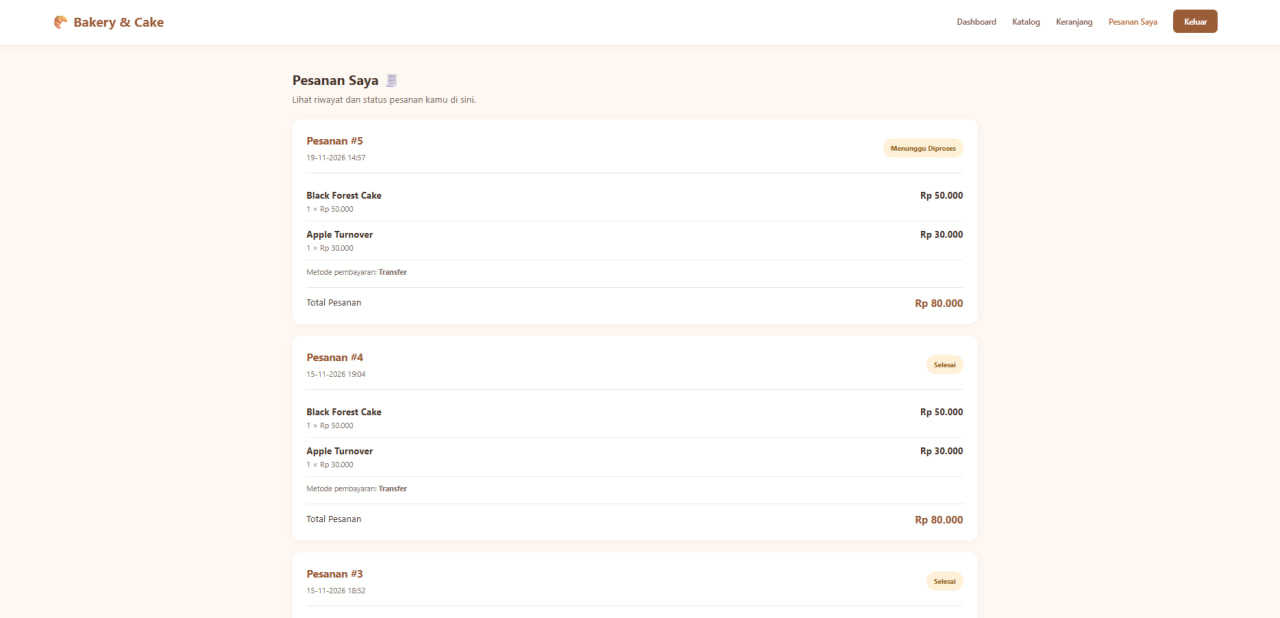 Bakery & Cake
Dashboard Katalog Keranjang Pesanan Saya Keluar
Pesanan Saya
Lihat riwayat dan status pesanan kamu di sini.
Pesanan #5
Menunggu Diproses
19-11-2026 14:57
Black Forest Cake Rp 50.000
1 × Rp 50.000
Apple Turnover Rp 30.000
1 × Rp 30.000
Metode pembayaran: Transfer
Total Pesanan Rp 80.000
Pesanan #4
Selesai
15-11-2026 19:04
Black Forest Cake Rp 50.000
1 × Rp 50.000
Apple Turnover Rp 30.000
1 × Rp 30.000
Metode pembayaran: Transfer
Total Pesanan Rp 80.000
Pesanan #3
Selesai
15-11-2026 18:52